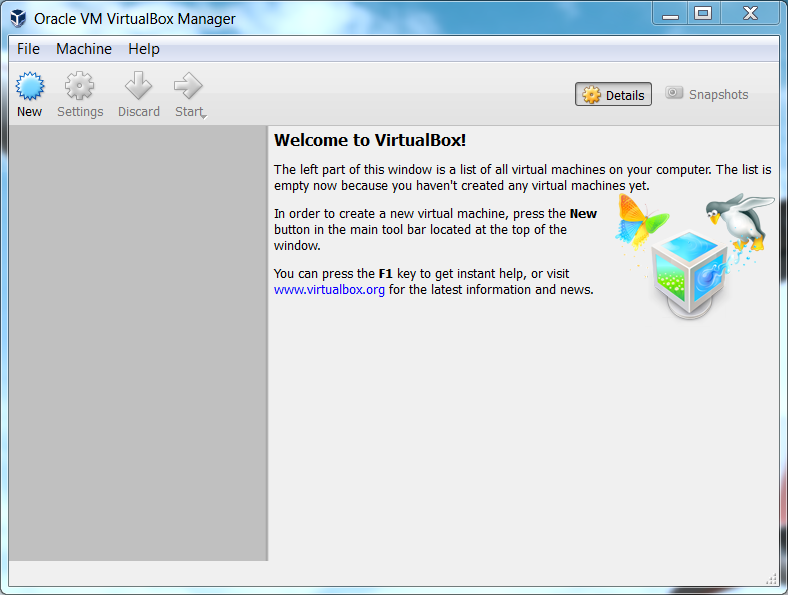 Oracle VM VirtualBox Manager
File Machine Help
New Settings Discard Start Details Snapshots
Welcome to VirtualBox!
The left part of this window is a list of all virtual machines on your computer. The list is
empty now because you haven't created any virtual machines yet.
In order to create a new virtual machine, press the New
button in the main tool bar located at the top of the
window.
You can press the F1 key to get instant help, or visit
www.virtualbox.org for the latest information and news.